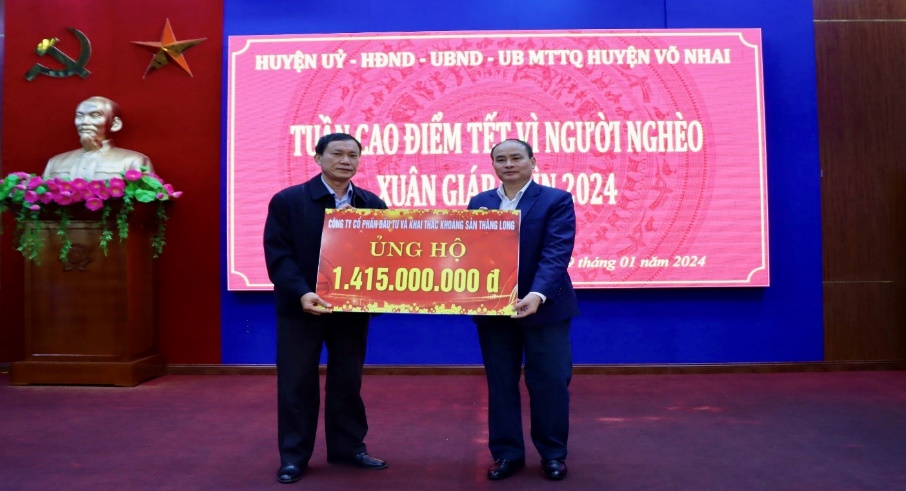 HUYỆN UỶ - HĐND - UBND - UB MTTQ HUYỆN VÕ NHAI
TUẦN CAO ĐIỂM TẾT VÌ NGƯỜI NGHÈO
XUÂN GIÁP 2024
tháng 01 năm 2024
CÔNG TY CỔ PHẦN ĐẦU TƯ VÀ KHAI THÁC KHOÁNG SẢN THĂNG LONG
ỦNG HỘ
1.415.000.000 đ